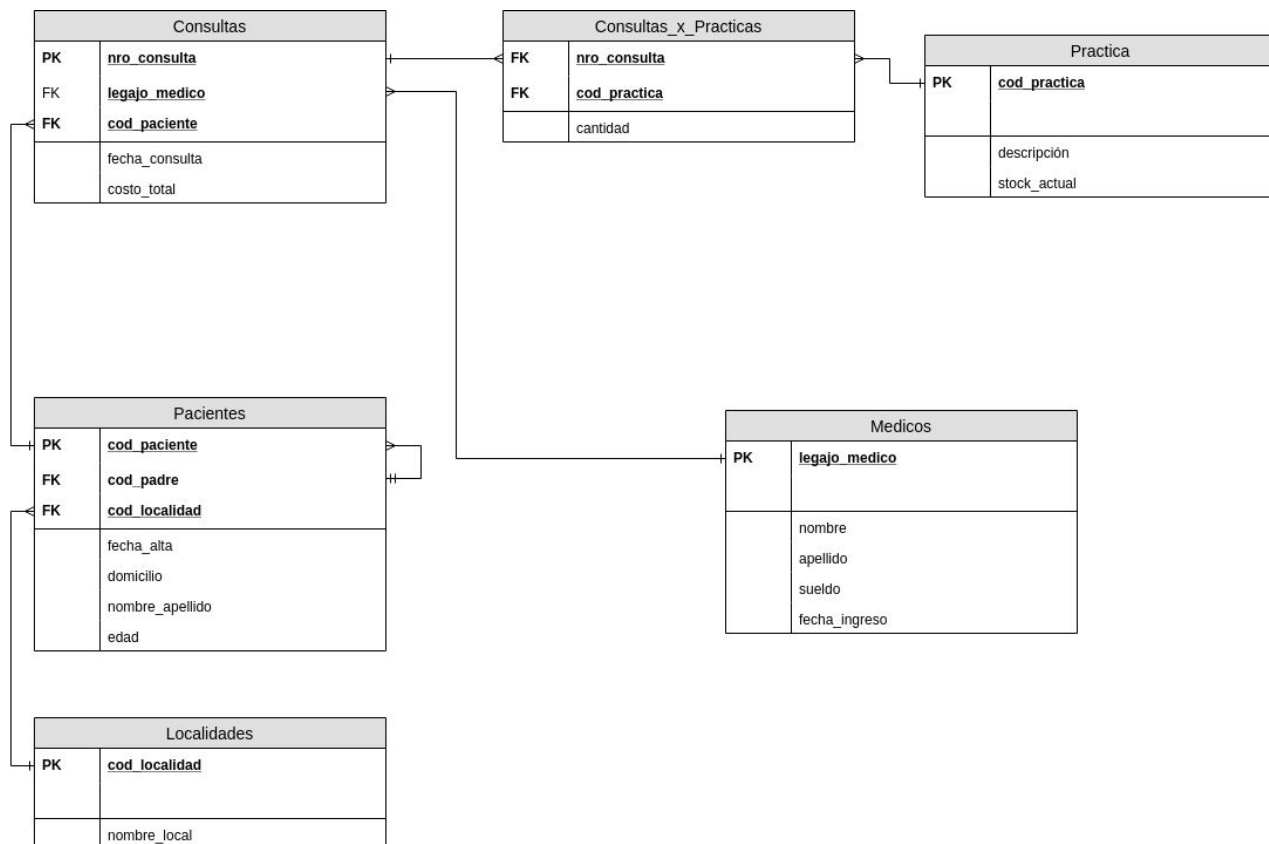 Consultas
PK nro_consulta
FK legajo_medico
FK cod_paciente
fecha_consulta
costo_total
Consultas_x_Practicas
FK nro_consulta
FK cod_practica
cantidad
Practica
PK cod_practica
descripción
stock_actual
Pacientes
PK cod_paciente
FK cod_padre
FK cod_localidad
fecha_alta
domicilio
nombre_apellido
edad
Medicos
PK legajo_medico
nombre
apellido
sueldo
fecha_ingreso
Localidades
PK cod_localidad
nombre_local